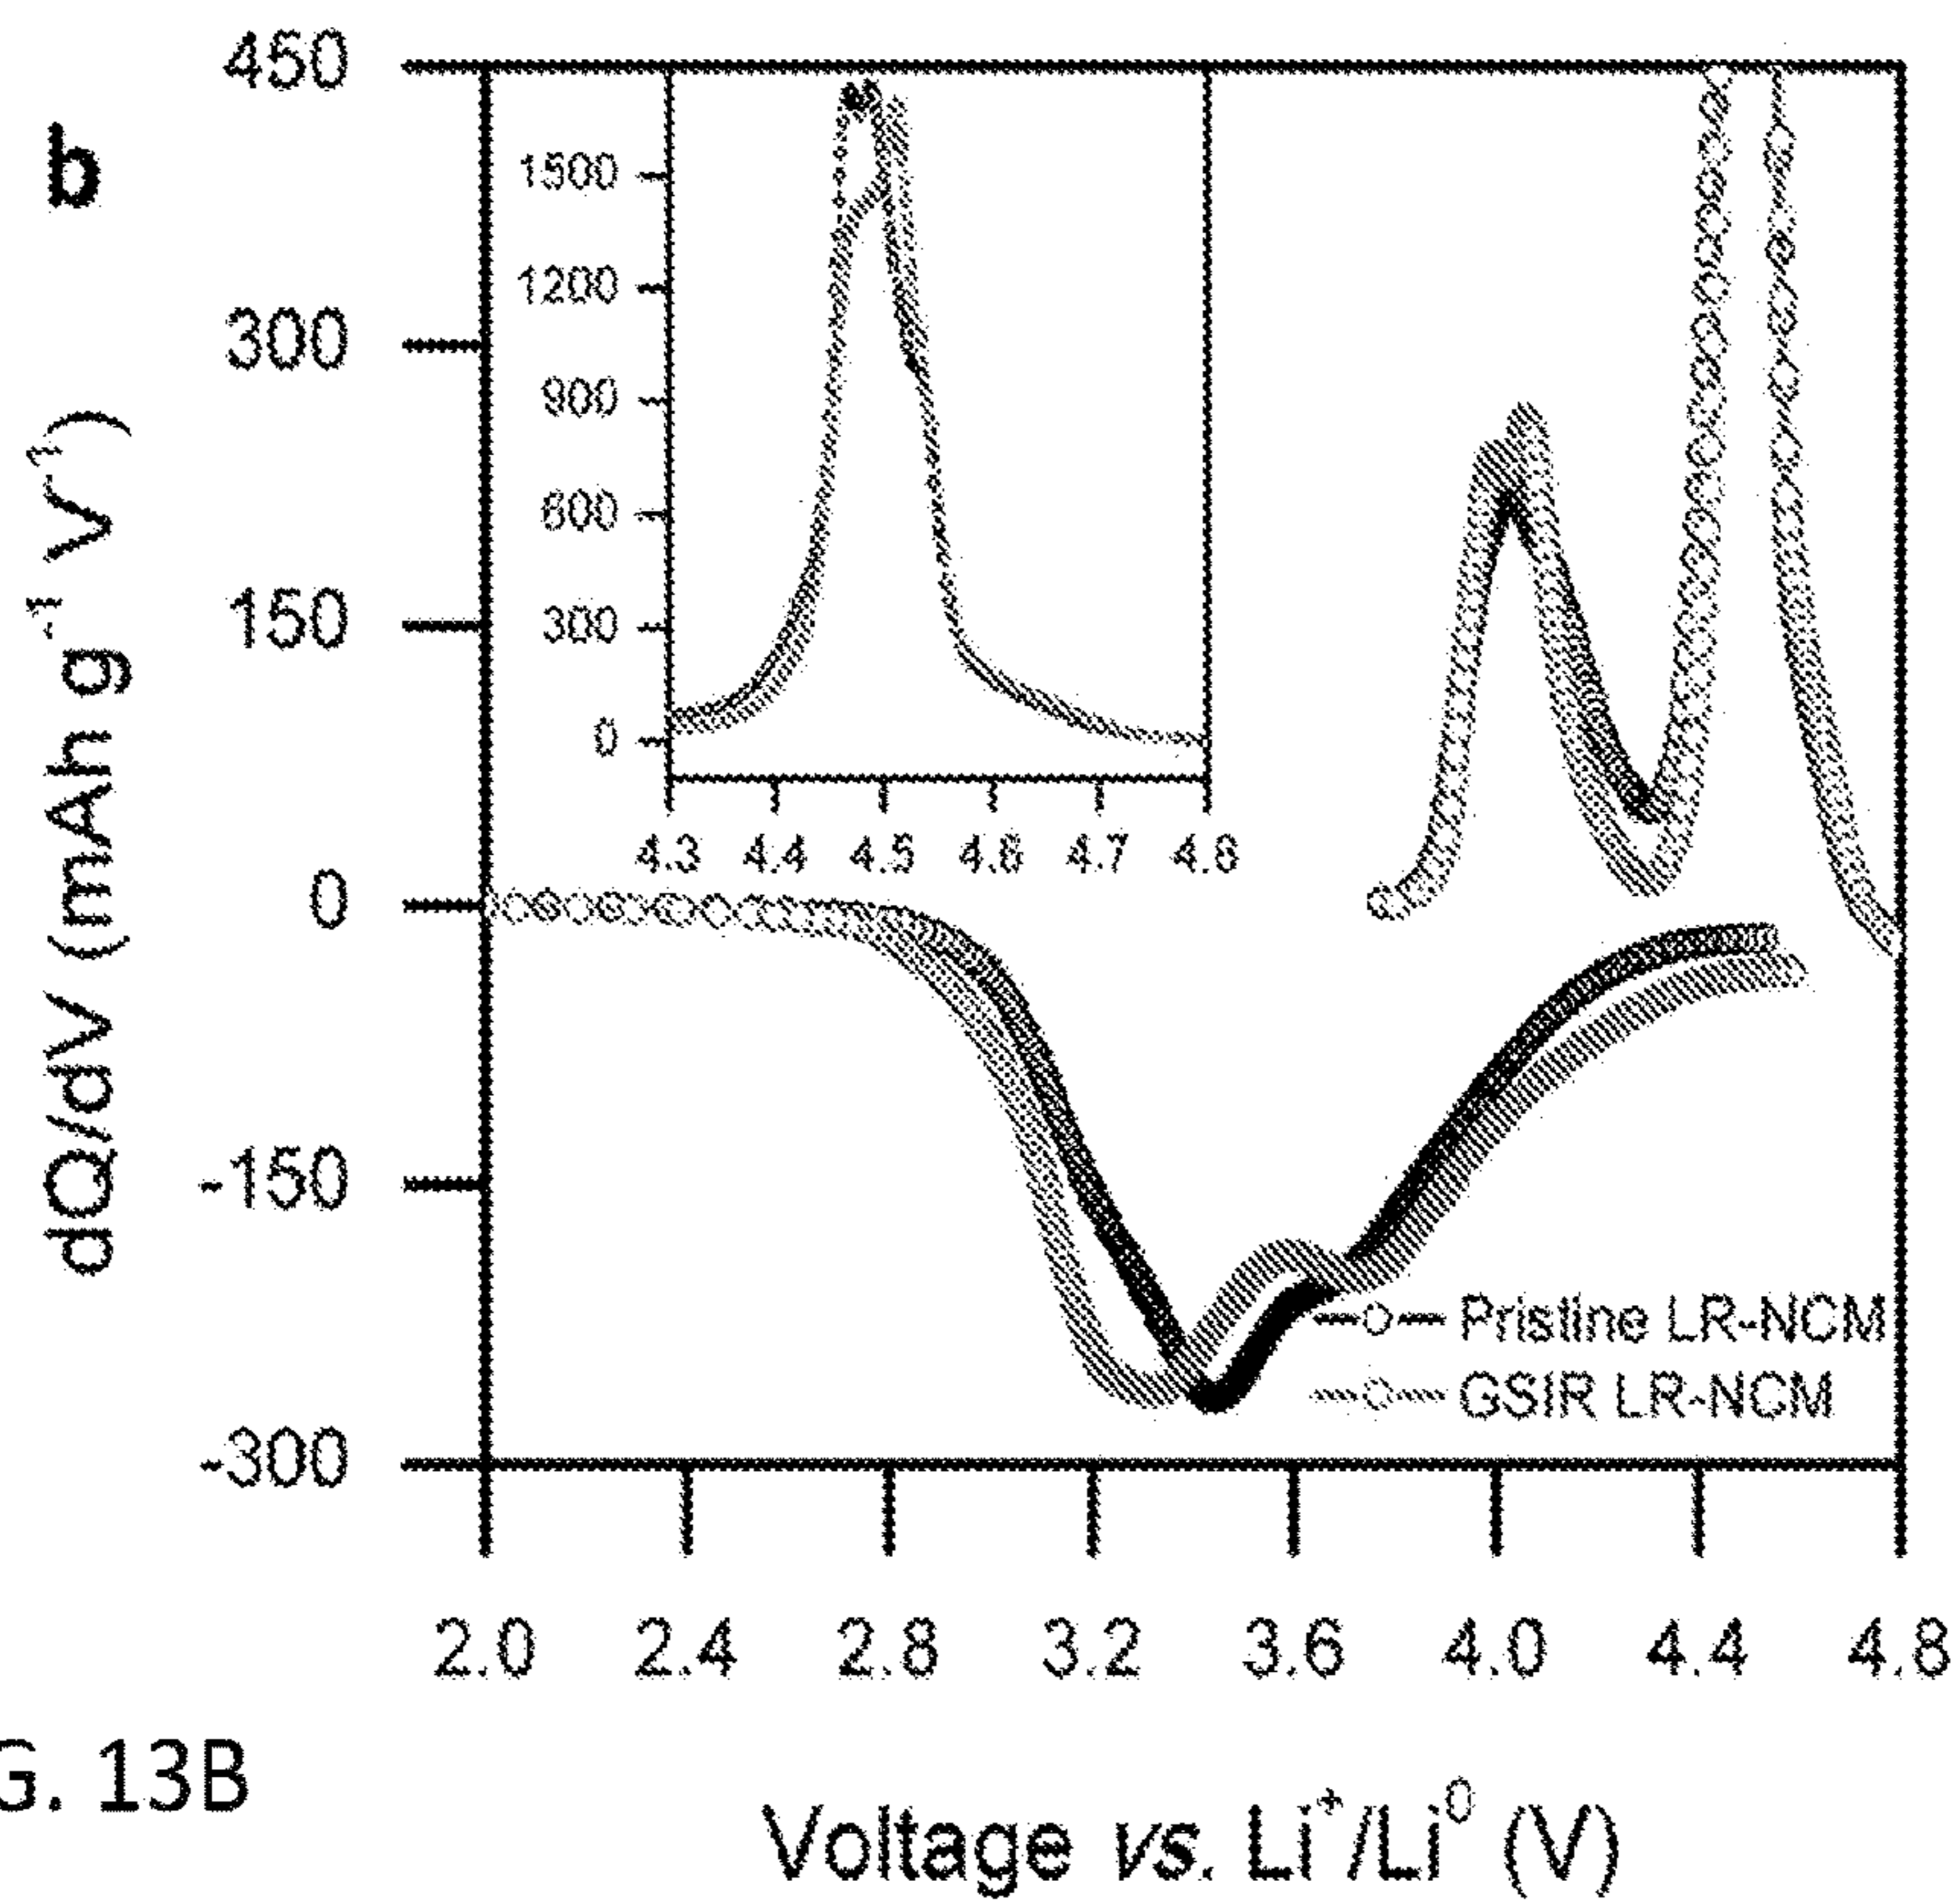 b
dQ/dV (mAh g⁻¹ V⁻¹)
450
300
150
0
-150
-300
1500
1200
900
600
300
0
4.3 4.4 4.5 4.6 4.7 4.8
Pristine LR-NCM
GSIR LR-NCM
2.0 2.4 2.8 3.2 3.6 4.0 4.4 4.8
Voltage vs. Li⁺/Li⁰ (V)
G. 13B